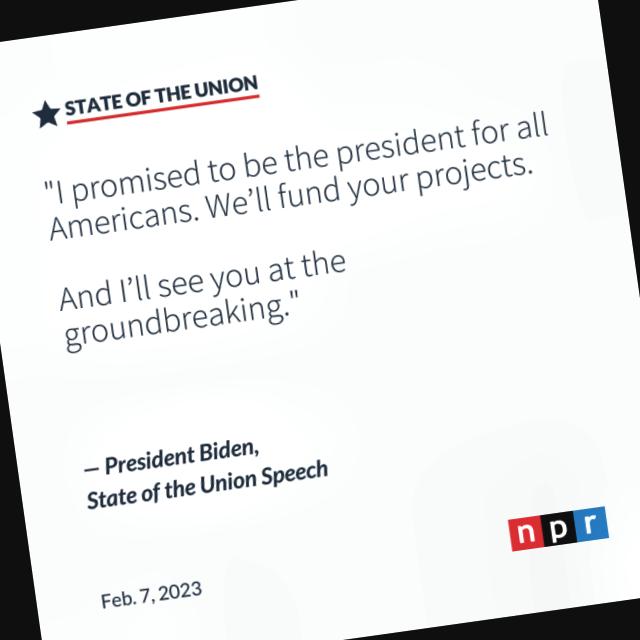 STATE OF THE UNION
"I promised to be the president for all
Americans. We’ll fund your projects.
And I’ll see you at the
groundbreaking."
– President Biden,
State of the Union Speech
npr
Feb. 7, 2023